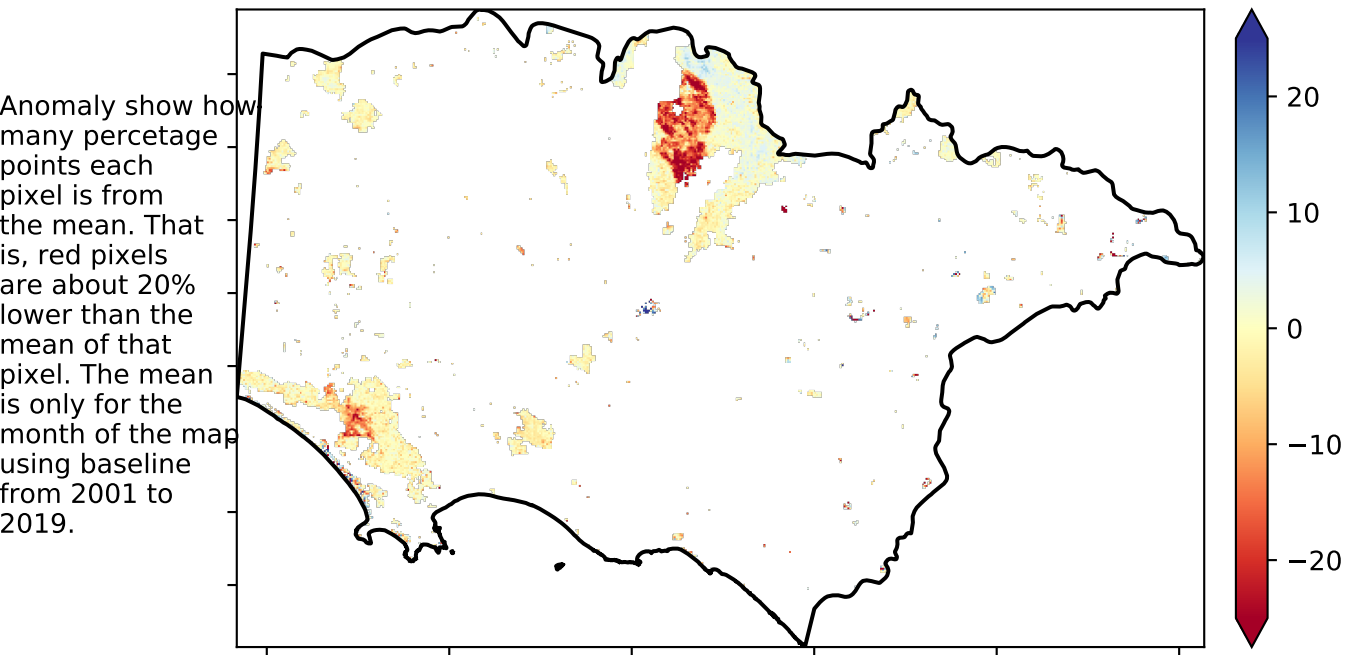 Anomaly show how
many percetage
points each
pixel is from
the mean. That
is, red pixels
are about 20%
lower than the
mean of that
pixel. The mean
is only for the
month of the map
using baseline
from 2001 to
2019.
20
10
0
−10
−20